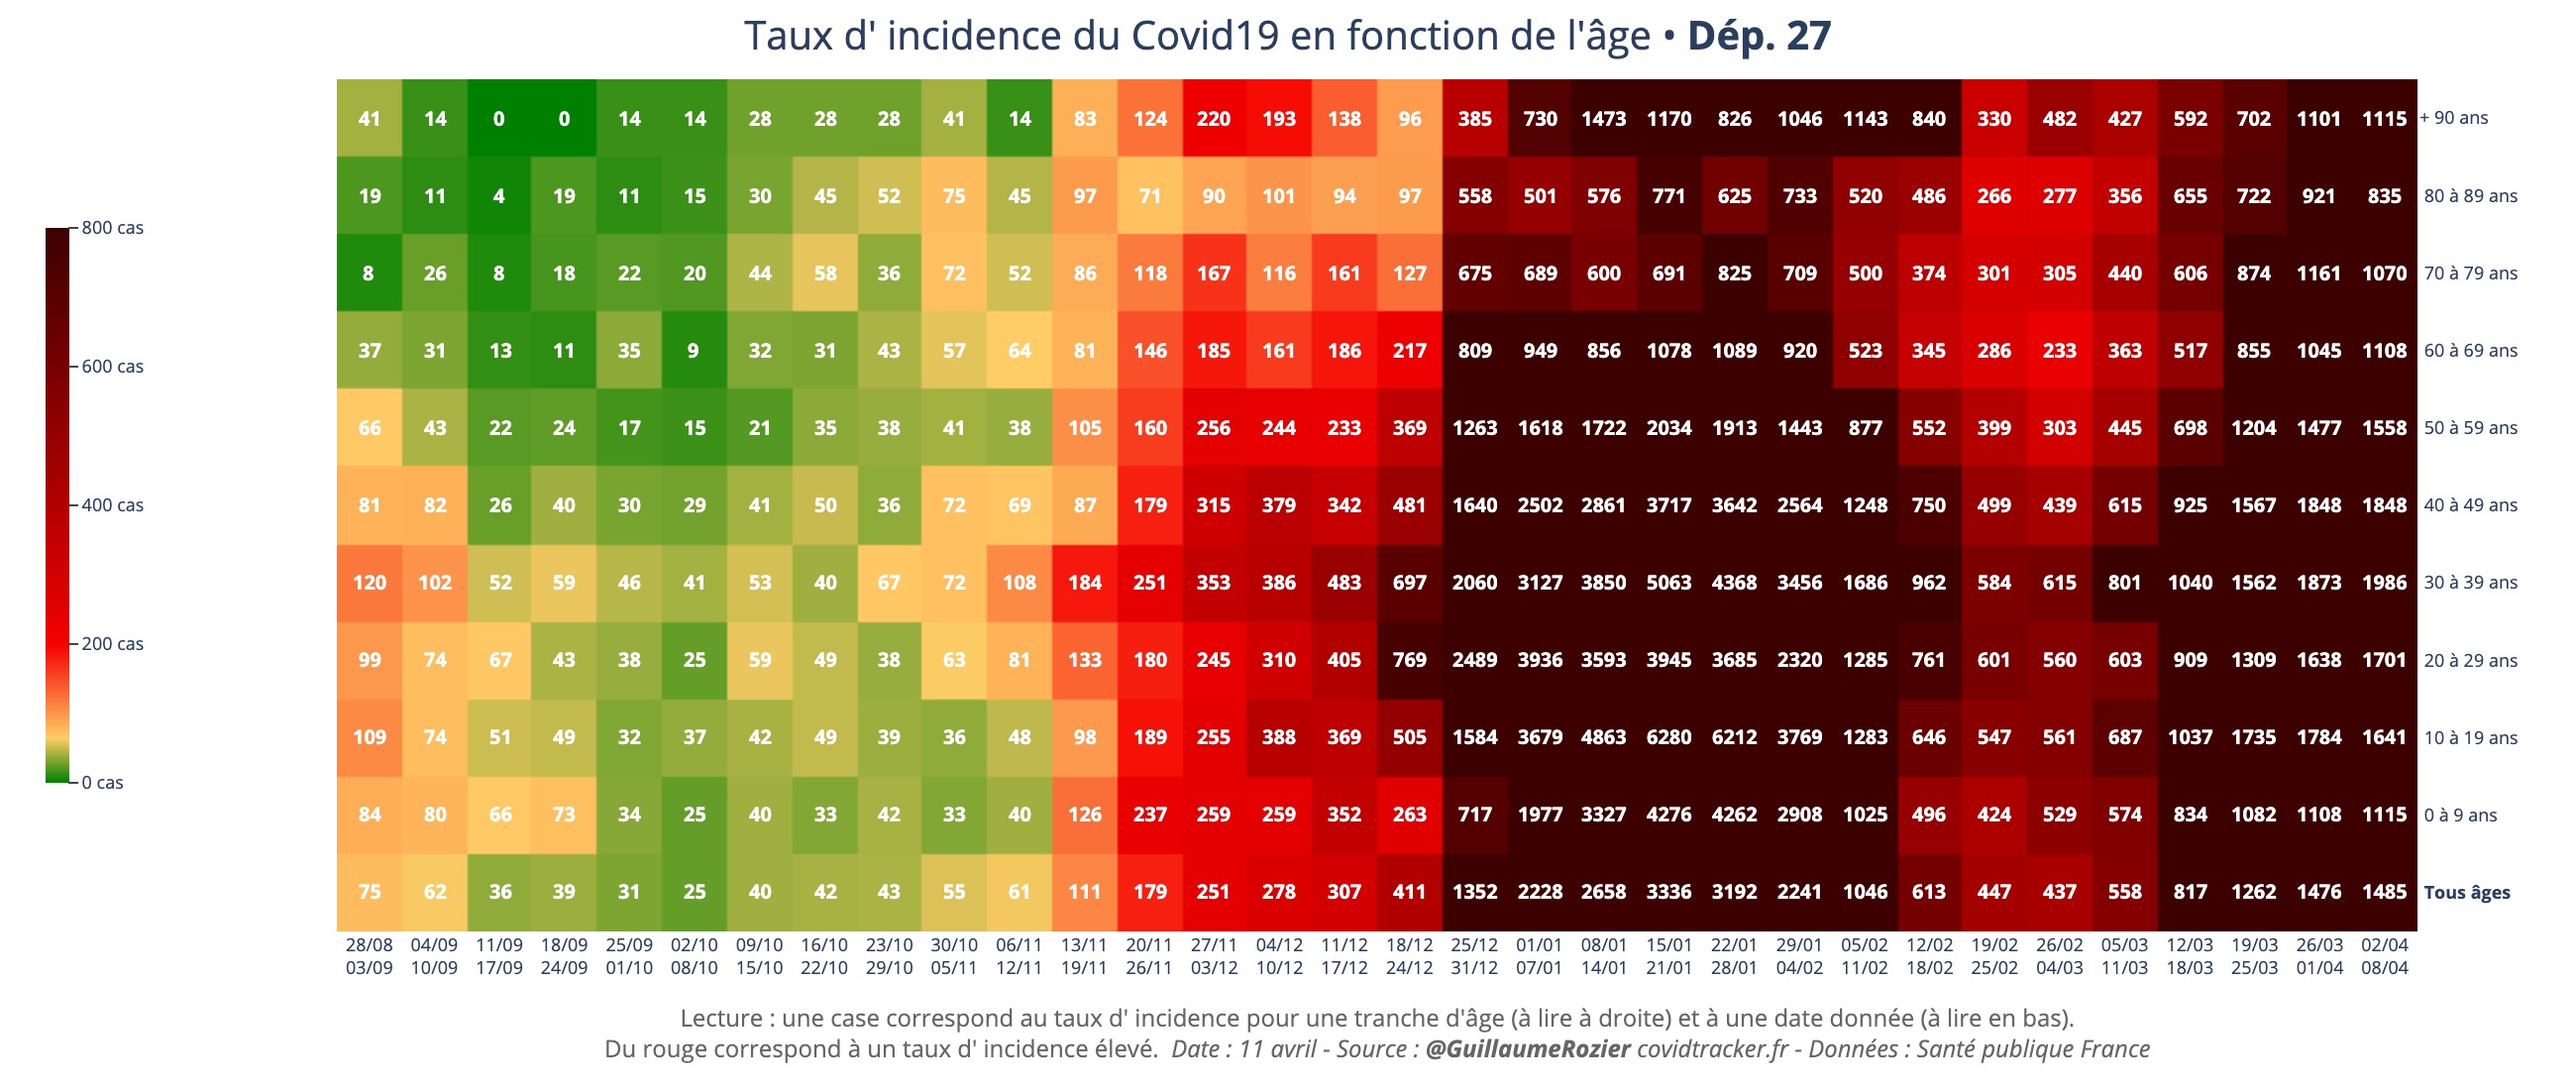 Taux d' incidence du Covid19 en fonction de l'âge • Dép. 27
800 cas
600 cas
400 cas
200 cas
0 cas
41 14 0 0 14 14 28 28 28 41 14 83 124 220 193 138 96 385 730 1473 1170 826 1046 1143 840 330 482 427 592 702 1101 1115 + 90 ans
19 11 4 19 11 15 30 45 52 75 45 97 71 90 101 94 97 558 501 576 771 625 733 520 486 266 277 356 655 722 921 835 80 à 89 ans
8 26 8 18 22 20 44 58 36 72 52 86 118 167 116 161 127 675 689 600 691 825 709 500 374 301 305 440 606 874 1161 1070 70 à 79 ans
37 31 13 11 35 9 32 31 43 57 64 81 146 185 161 186 217 809 949 856 1078 1089 920 523 345 286 233 363 517 855 1045 1108 60 à 69 ans
66 43 22 24 17 15 21 35 38 41 38 105 160 256 244 233 369 1263 1618 1722 2034 1913 1443 877 552 399 303 445 698 1204 1477 1558 50 à 59 ans
81 82 26 40 30 29 41 50 36 72 69 87 179 315 379 342 481 1640 2502 2861 3717 3642 2564 1248 750 499 439 615 925 1567 1848 1848 40 à 49 ans
120 102 52 59 46 41 53 40 67 72 108 184 251 353 386 483 697 2060 3127 3850 5063 4368 3456 1686 962 584 615 801 1040 1562 1873 1986 30 à 39 ans
99 74 67 43 38 25 59 49 38 63 81 133 180 245 310 405 769 2489 3936 3593 3945 3685 2320 1285 761 601 560 603 909 1309 1638 1701 20 à 29 ans
109 74 51 49 32 37 42 49 39 36 48 98 189 255 388 369 505 1584 3679 4863 6280 6212 3769 1283 646 547 561 687 1037 1735 1784 1641 10 à 19 ans
84 80 66 73 34 25 40 33 42 33 40 126 237 259 259 352 263 717 1977 3327 4276 4262 2908 1025 496 424 529 574 834 1082 1108 1115 0 à 9 ans
75 62 36 39 31 25 40 42 43 55 61 111 179 251 278 307 411 1352 2228 2658 3336 3192 2241 1046 613 447 437 558 817 1262 1476 1485 Tous âges
28/08 04/09 11/09 18/09 25/09 02/10 09/10 16/10 23/10 30/10 06/11 13/11 20/11 27/11 04/12 11/12 18/12 25/12 01/01 08/01 15/01 22/01 29/01 05/02 12/02 19/02 26/02 05/03 12/03 19/03 26/03 02/04
03/09 10/09 17/09 24/09 01/10 08/10 15/10 22/10 29/10 05/11 12/11 19/11 26/11 03/12 10/12 17/12 24/12 31/12 07/01 14/01 21/01 28/01 04/02 11/02 18/02 25/02 04/03 11/03 18/03 25/03 01/04 08/04
Lecture : une case correspond au taux d' incidence pour une tranche d'âge (à lire à droite) et à une date donnée (à lire en bas).
Du rouge correspond à un taux d' incidence élevé. Date : 11 avril - Source : @GuillaumeRozier covidtracker.fr - Données : Santé publique France